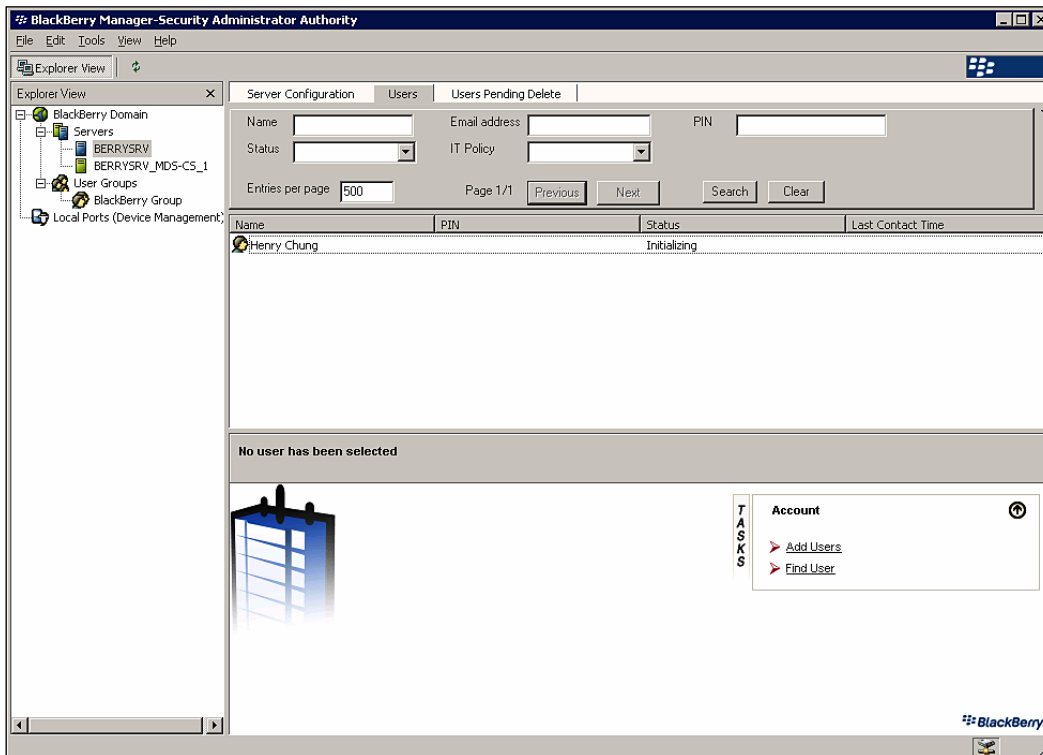 BlackBerry Manager-Security Administrator Authority
File Edit Tools View Help
Explorer View
Explorer View
BlackBerry Domain
Servers
BERRYSRV
BERRYSRV_MDS-CS_1
User Groups
BlackBerry Group
Local Ports (Device Management)
Server Configuration Users Users Pending Delete
Name Email address PIN
Status IT Policy
Entries per page 500 Page 1/1 Previous Next Search Clear
Name PIN Status Last Contact Time
Henry Chung Initializing
No user has been selected
TASKS
Account
Add Users
Find User
BlackBerry